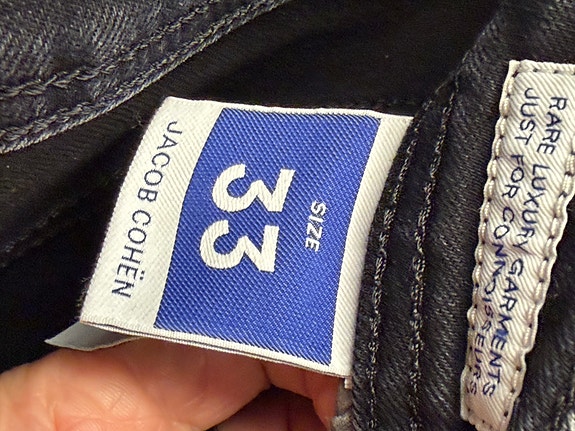 SIZE
33
JACOB COHËN
RARE LUXURY GARMENTS
JUST FOR CONNOISSEURS